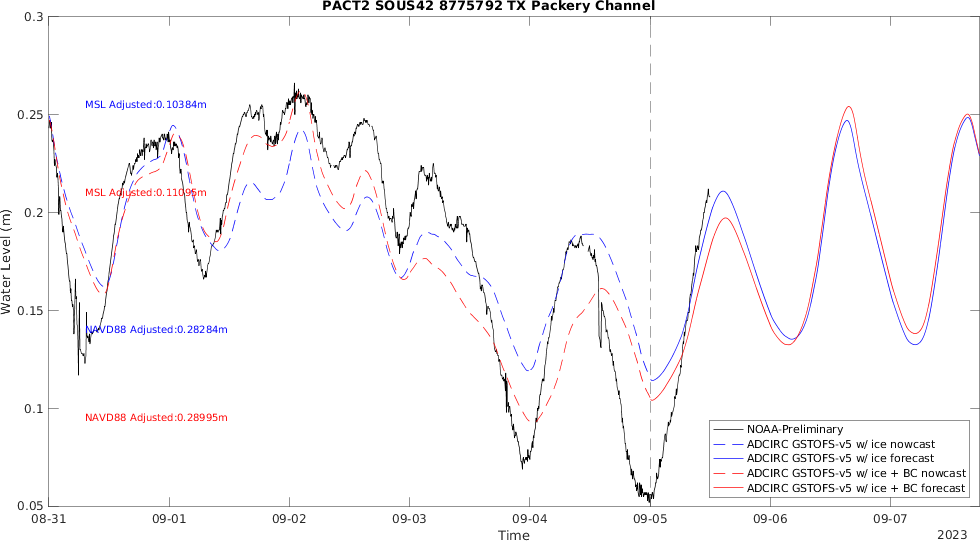 PACT2 SOUS42 8775792 TX Packery Channel
0.3
0.25
0.2
0.15
0.1
0.05
Water Level (m)
MSL Adjusted:0.10384m
MSL Adjusted:0.11095m
NAVD88 Adjusted:0.28284m
NAVD88 Adjusted:0.28995m
NOAA-Preliminary
ADCIRC GSTOFS-v5 w/ ice nowcast
ADCIRC GSTOFS-v5 w/ ice forecast
ADCIRC GSTOFS-v5 w/ ice + BC nowcast
ADCIRC GSTOFS-v5 w/ ice + BC forecast
08-31 09-01 09-02 09-03 09-04 09-05 09-06 09-07
Time
2023